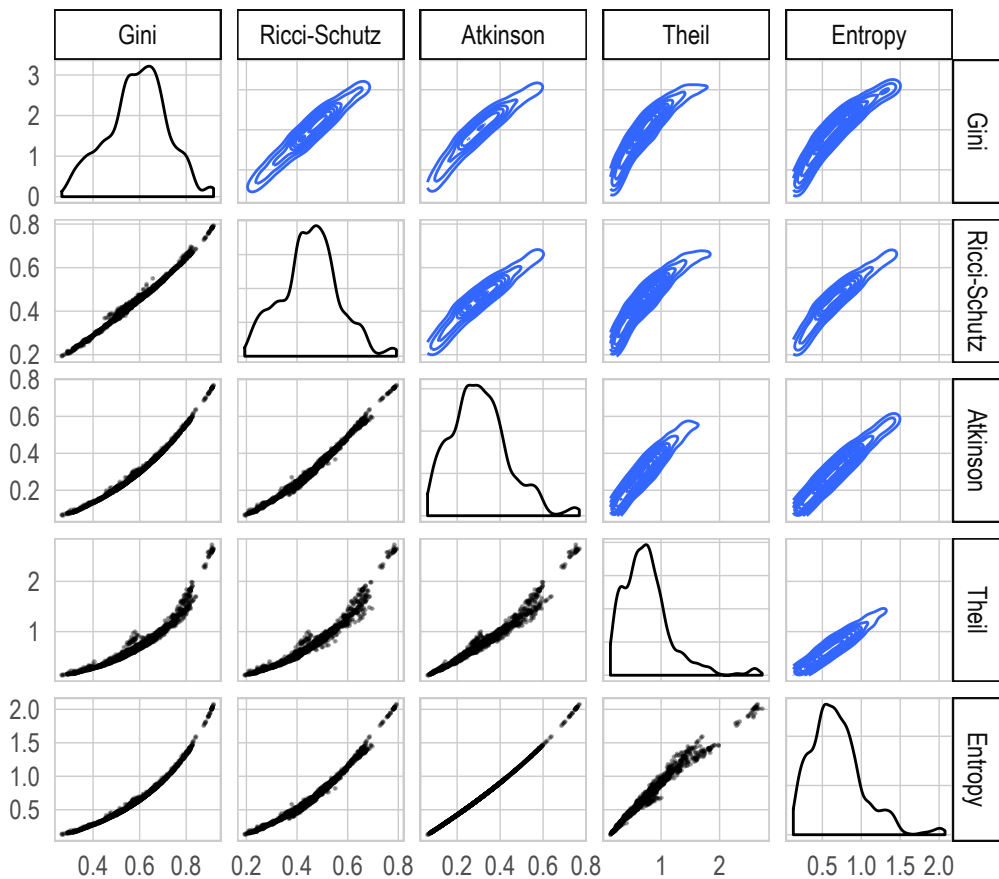 Gini Ricci-Schutz Atkinson Theil Entropy
3
2
1
0
Gini
0.8
0.6
0.4
0.2
Ricci-Schutz
0.8
0.6
0.4
0.2
Atkinson
2
1
Theil
2.0
1.5
1.0
0.5
Entropy
0.4 0.6 0.8 0.2 0.4 0.6 0.8 0.2 0.4 0.6 0.8 1 2 0.5 1.0 1.5 2.0